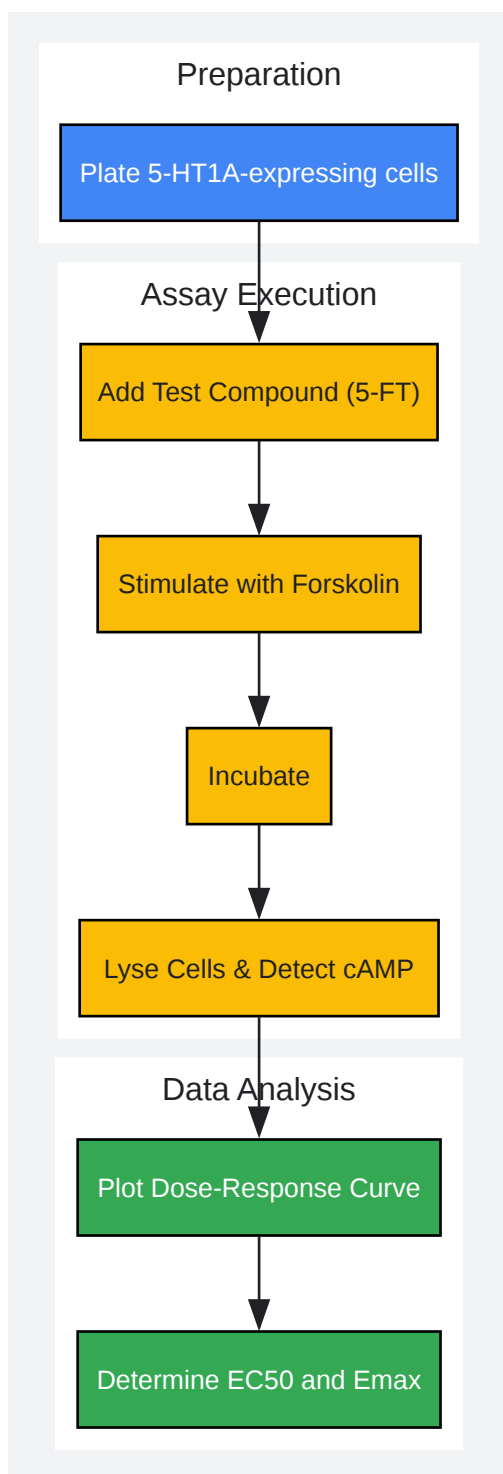 Preparation
Plate 5-HT1A-expressing cells
Assay Execution
Add Test Compound (5-FT)
Stimulate with Forskolin
Incubate
Lyse Cells & Detect cAMP
Data Analysis
Plot Dose-Response Curve
Determine EC50 and Emax